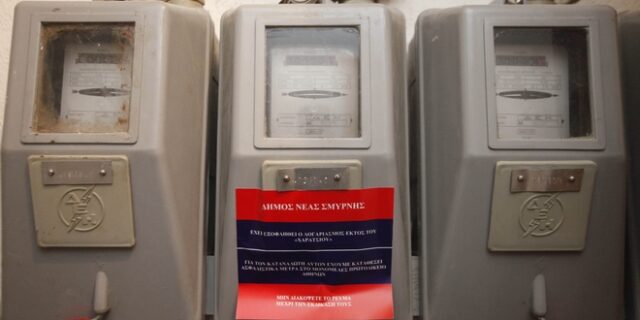 ΔΗΜΟΣ ΝΕΑΣ ΣΜΥΡΝΗΣ
ΕΧΕΙ ΕΞΟΦΛΗΘΕΙ Ο ΛΟΓΑΡΙΑΣΜΟΣ ΕΚΤΟΣ ΤΟΥ
«ΧΑΡΑΤΣΙΟΥ»
ΓΙΑ ΤΟΝ ΚΑΤΑΝΑΛΩΤΗ ΑΥΤΟΝ ΕΧΟΥΜΕ ΚΑΤΑΘΕΣΕΙ
ΑΣΦΑΛΙΣΤΙΚΑ ΜΕΤΡΑ ΣΤΟ ΜΟΝΟΜΕΛΕΣ ΠΡΩΤΟΔΙΚΕΙΟ
ΑΘΗΝΩΝ
ΜΗΝ ΔΙΑΚΟΨΕΤΕ ΤΟ ΡΕΥΜΑ
ΜΕΧΡΙ ΤΗΝ ΕΚΔΙΚΑΣΗ ΤΟΥΣ